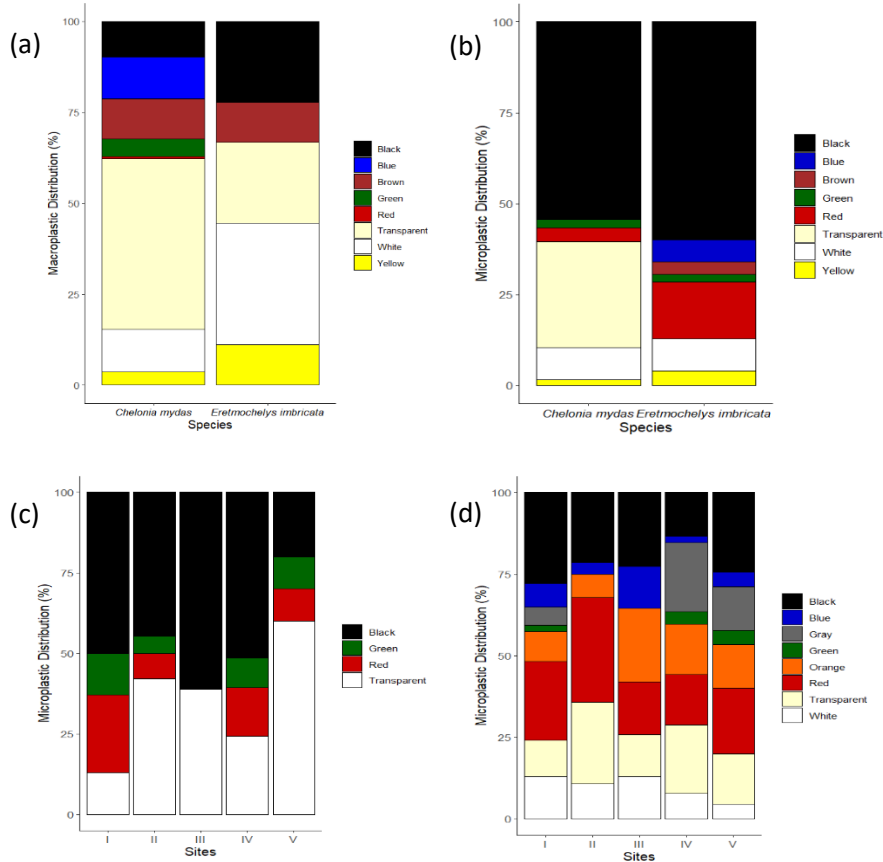 (a)
Macroplastic Distribution (%)
100
75
50
25
0
Chelonia mydas Eretmochelys imbricata
Species
Black
Blue
Brown
Green
Red
Transparent
White
Yellow
(b)
Microplastic Distribution (%)
100
75
50
25
0
Chelonia mydas Eretmochelys imbricata
Species
Black
Blue
Brown
Green
Red
Transparent
White
Yellow
(c)
Microplastic Distribution (%)
100
75
50
25
0
I II III IV V
Sites
Black
Green
Red
Transparent
(d)
Microplastic Distribution (%)
100
75
50
25
0
I II III IV V
Sites
Black
Blue
Gray
Green
Orange
Red
Transparent
White